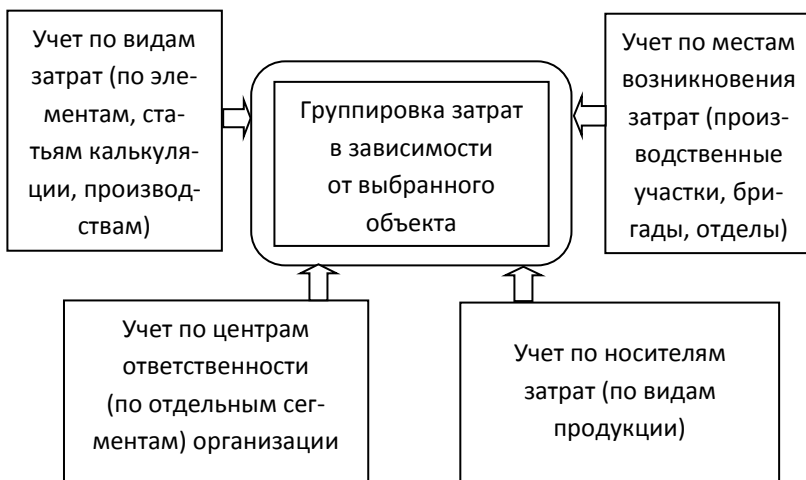 Учет по видам
затрат (по эле-
ментам, ста-
тьям калькуля-
ции, производ-
ствам)
Группировка затрат
в зависимости
от выбранного
объекта
Учет по местам
возникновения
затрат (произ-
водственные
участки, бри-
гады, отделы)
Учет по центрам
ответственности
(по отдельным сег-
ментам) организации
Учет по носителям
затрат (по видам
продукции)